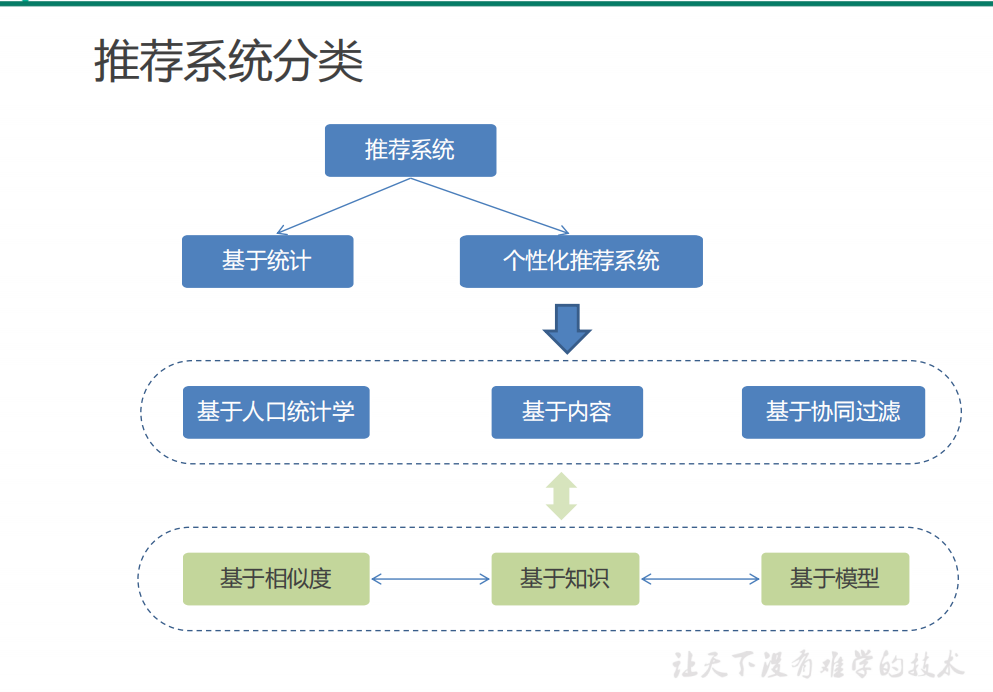 推荐系统分类
推荐系统
基于统计
个性化推荐系统
基于人口统计学
基于内容
基于协同过滤
基于相似度
基于知识
基于模型
让天下没有难学的技术